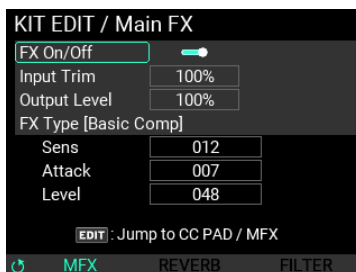 KIT EDIT / Main FX
FX On/Off
Input Trim 100%
Output Level 100%
FX Type [Basic Comp]
Sens 012
Attack 007
Level 048
EDIT : Jump to CC PAD / MFX
MFX REVERB FILTER